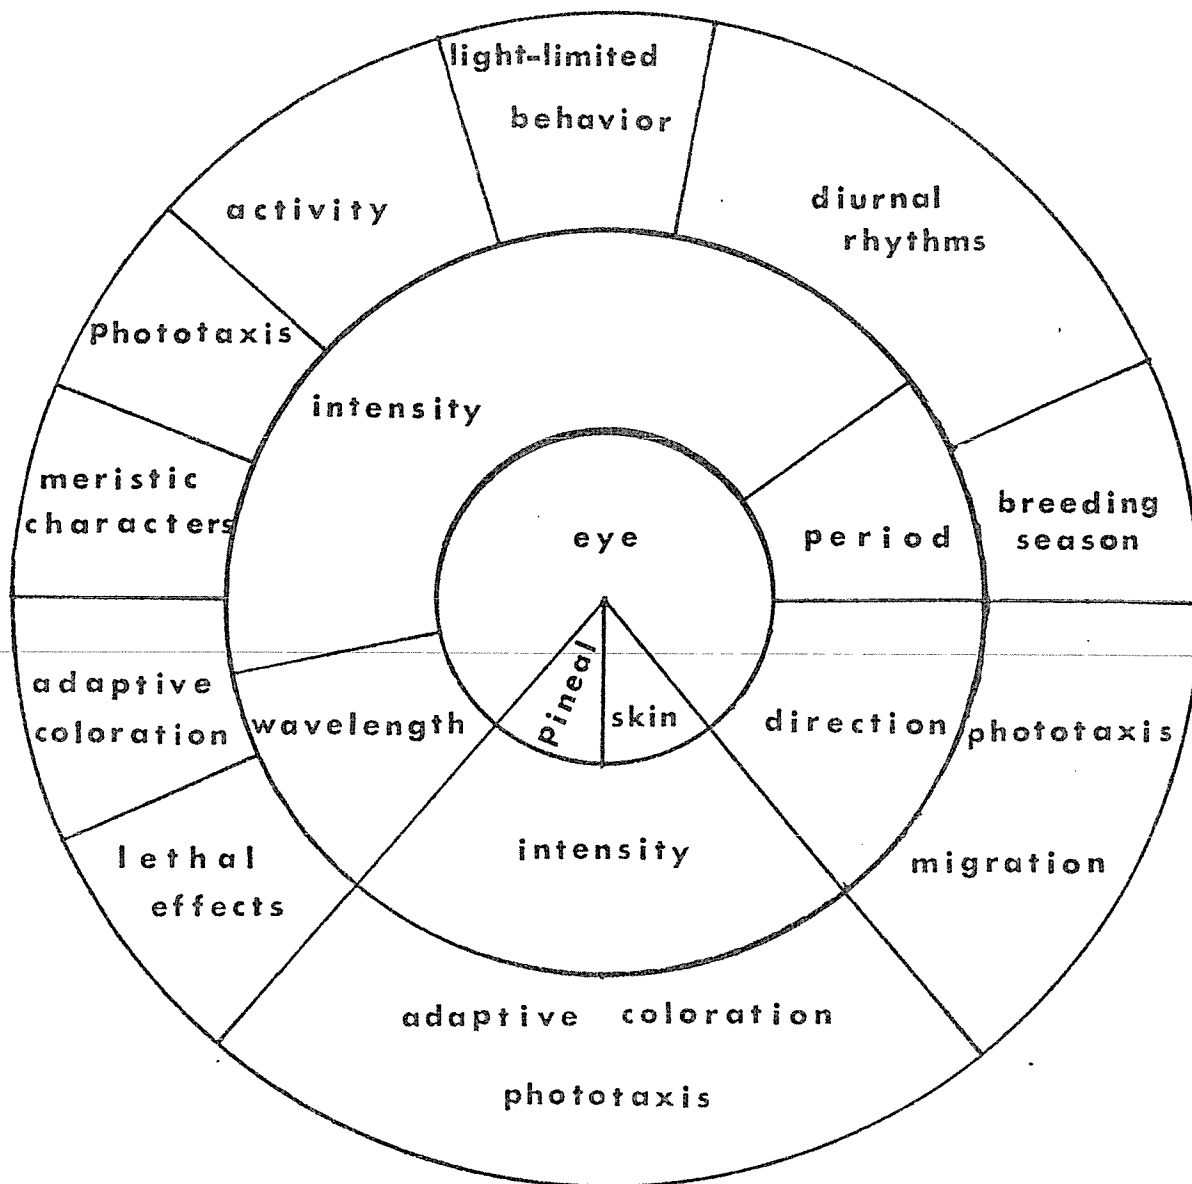 light-limited
behavior
diurnal
rhythms
activity
Phototaxis
intensity
meristic
characters
breeding
season
eye
period
adaptive
coloration
wavelength
Pineal
skin
direction
phototaxis
migration
lethal
effects
intensity
adaptive coloration
phototaxis